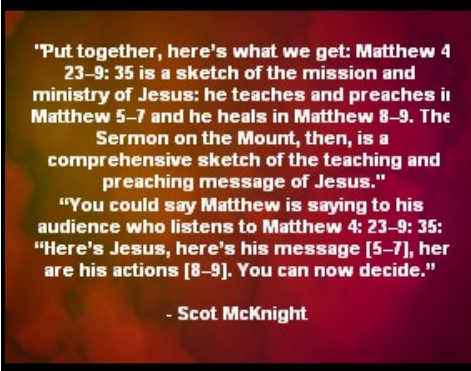 "Put together, here's what we get: Matthew 4
23–9: 35 is a sketch of the mission and
ministry of Jesus: he teaches and preaches in
Matthew 5–7 and he heals in Matthew 8–9. The
Sermon on the Mount, then, is a
comprehensive sketch of the teaching and
preaching message of Jesus."
“You could say Matthew is saying to his
audience who listens to Matthew 4: 23–9: 35:
“Here’s Jesus, here’s his message [5–7], her
are his actions [8–9]. You can now decide.”
- Scot McKnight